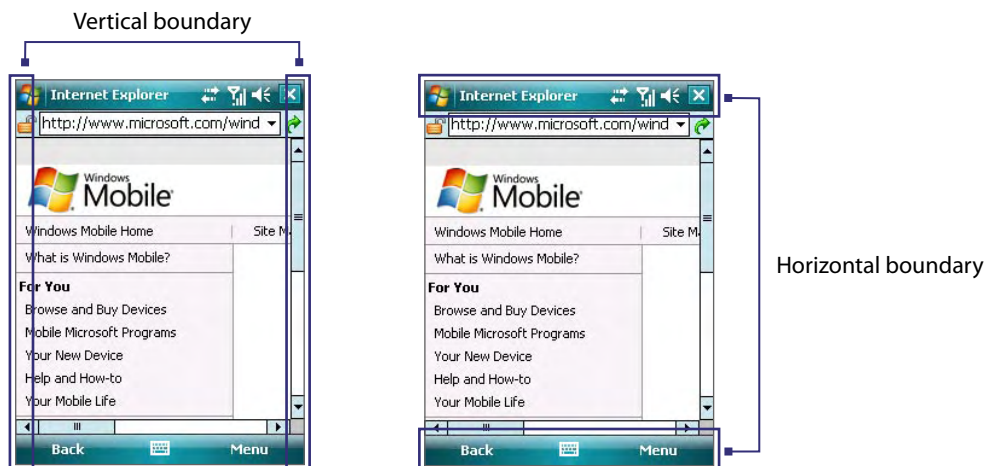 Vertical boundary
Internet Explorer
http://www.microsoft.com/wind
Windows
Mobile
Windows Mobile Home | Site M
What is Windows Mobile?
For You
Browse and Buy Devices
Mobile Microsoft Programs
Your New Device
Help and How-to
Your Mobile Life
Back Menu
Internet Explorer
http://www.microsoft.com/wind
Windows
Mobile
Windows Mobile Home | Site Ma
What is Windows Mobile?
For You
Browse and Buy Devices
Mobile Microsoft Programs
Your New Device
Help and How-to
Your Mobile Life
Back Menu
Horizontal boundary